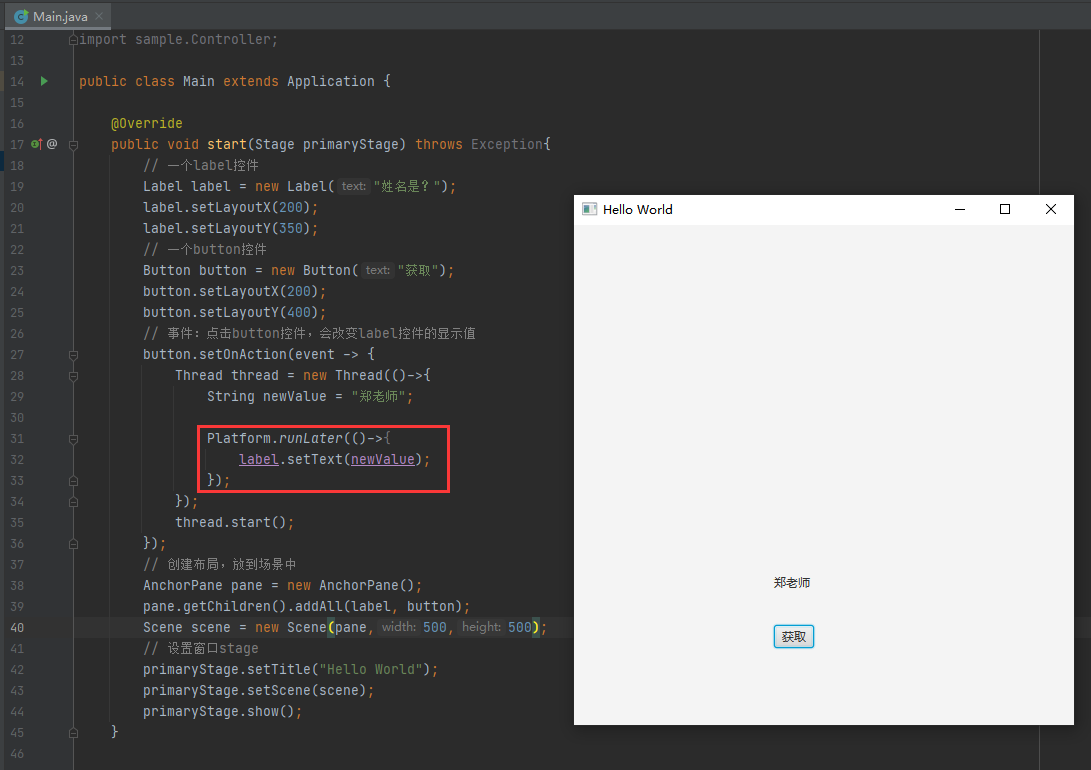 Main.java
12 import sample.Controller;
13
14 public class Main extends Application {
15
16 @Override
17 @ public void start(Stage primaryStage) throws Exception{
18 // 一个label控件
19 Label label = new Label( text: "姓名是？");
20 label.setLayoutX(200);
21 label.setLayoutY(350);
22 // 一个button控件
23 Button button = new Button( text: "获取");
24 button.setLayoutX(200);
25 button.setLayoutY(400);
26 // 事件：点击button控件，会改变label控件的显示值
27 button.setOnAction(event -> {
28 Thread thread = new Thread(()->{
29 String newValue = "郑老师";
30
31 Platform.runLater(()->{
32 label.setText(newValue);
33 });
34 });
35 thread.start();
36 });
37 // 创建布局，放到场景中
38 AnchorPane pane = new AnchorPane();
39 pane.getChildren().addAll(label, button);
40 Scene scene = new Scene(pane, width: 500, height: 500);
41 // 设置窗口stage
42 primaryStage.setTitle("Hello World");
43 primaryStage.setScene(scene);
44 primaryStage.show();
45 }
46
Hello World
郑老师
获取